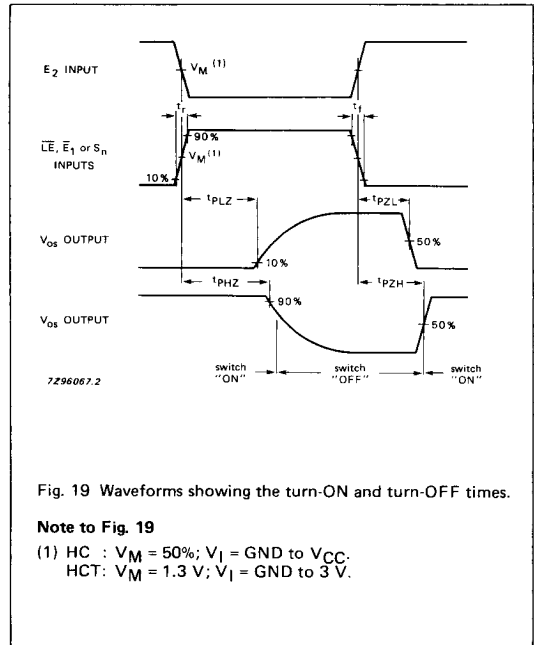 E2 INPUT
VM (1)
tr
tf
LE, E1 or Sn
INPUTS
90%
VM (1)
10%
tPLZ
tPZL
VOS OUTPUT
50%
10%
tPHZ
tPZH
90%
VOS OUTPUT
50%
switch
"ON"
switch
"OFF"
switch
"ON"
7Z96067.2
Fig. 19 Waveforms showing the turn-ON and turn-OFF times.
Note to Fig. 19
(1) HC : VM = 50%; VI = GND to VCC.
HCT: VM = 1.3 V; VI = GND to 3 V.